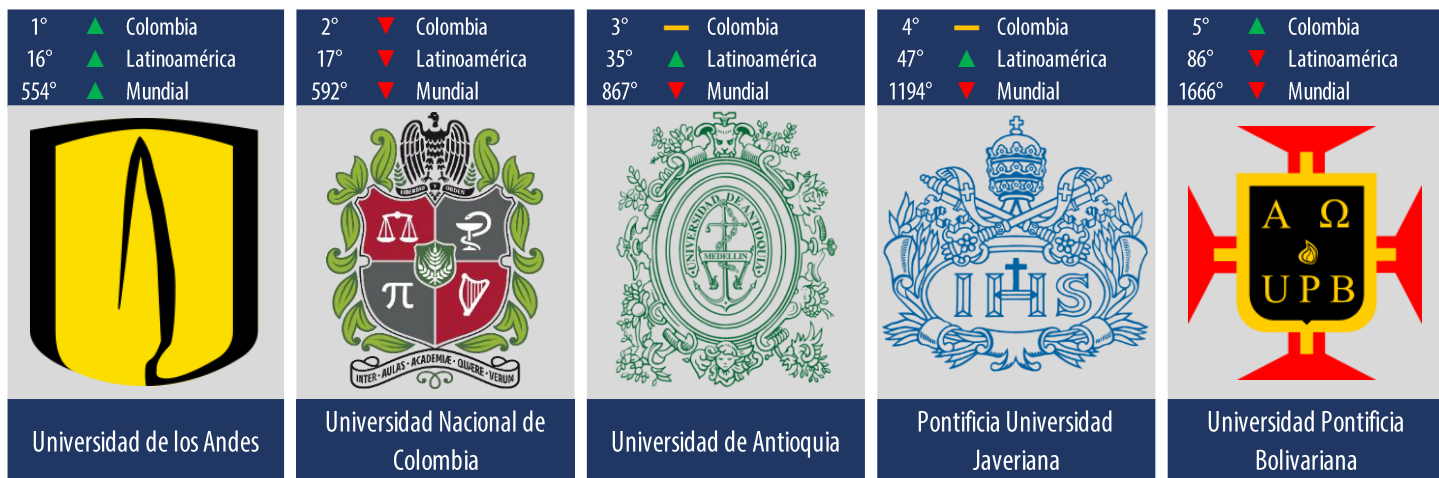 1° Colombia
16° Latinoamérica
554° Mundial
Universidad de los Andes
2° Colombia
17° Latinoamérica
592° Mundial
LIBERTAD Y ORDEN
INTER · AULAS · ACADEMIÆ · QUÆRE · VERUM
Universidad Nacional de
Colombia
3° Colombia
35° Latinoamérica
867° Mundial
UNIVERSIDAD DE ANTIOQUIA
MEDELLIN
Universidad de Antioquia
4° Colombia
47° Latinoamérica
1194° Mundial
IHS
Pontificia Universidad
Javeriana
5° Colombia
86° Latinoamérica
1666° Mundial
Α Ω
UPB
Universidad Pontificia
Bolivariana